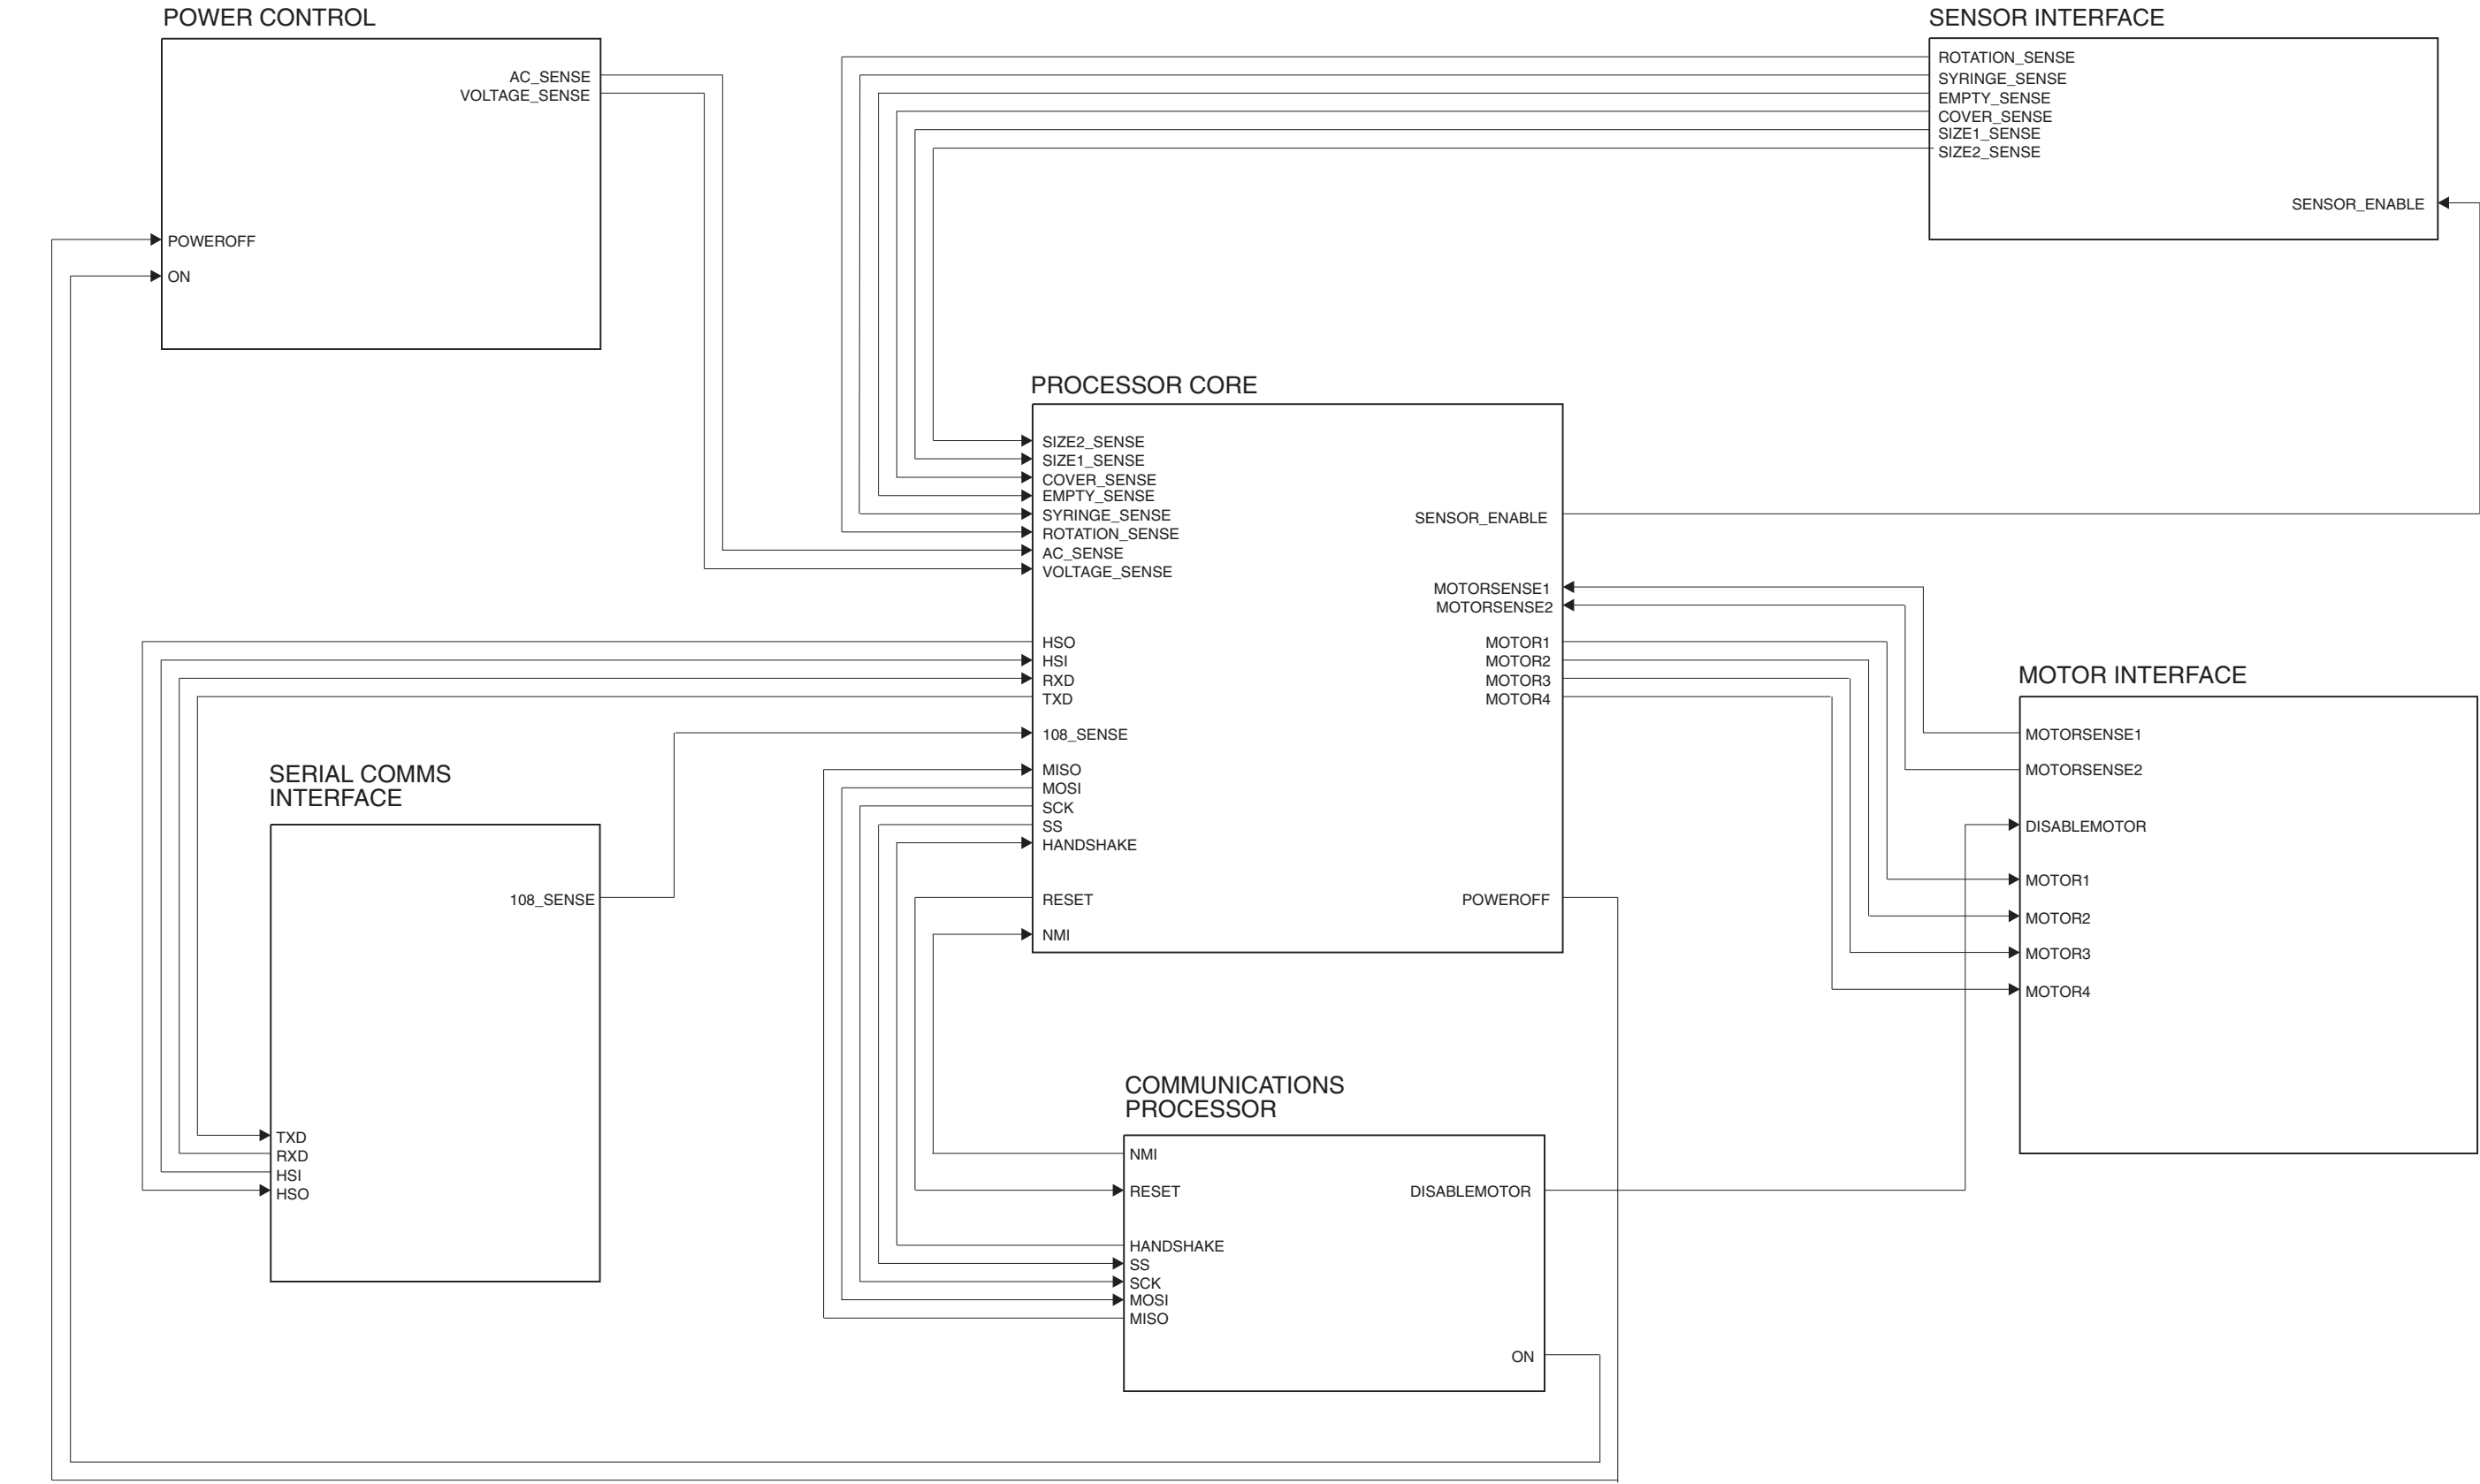 POWER CONTROL
AC_SENSE
VOLTAGE_SENSE
POWEROFF
ON
SENSOR INTERFACE
ROTATION_SENSE
SYRINGE_SENSE
EMPTY_SENSE
COVER_SENSE
SIZE1_SENSE
SIZE2_SENSE
SENSOR_ENABLE
PROCESSOR CORE
SIZE2_SENSE
SIZE1_SENSE
COVER_SENSE
EMPTY_SENSE
SYRINGE_SENSE
ROTATION_SENSE
AC_SENSE
VOLTAGE_SENSE
HSO
HSI
RXD
TXD
108_SENSE
MISO
MOSI
SCK
SS
HANDSHAKE
RESET
NMI
SENSOR_ENABLE
MOTORSENSE1
MOTORSENSE2
MOTOR1
MOTOR2
MOTOR3
MOTOR4
POWEROFF
MOTOR INTERFACE
MOTORSENSE1
MOTORSENSE2
DISABLEMOTOR
MOTOR1
MOTOR2
MOTOR3
MOTOR4
SERIAL COMMS
INTERFACE
108_SENSE
TXD
RXD
HSI
HSO
COMMUNICATIONS
PROCESSOR
NMI
RESET
HANDSHAKE
SS
SCK
MOSI
MISO
DISABLEMOTOR
ON